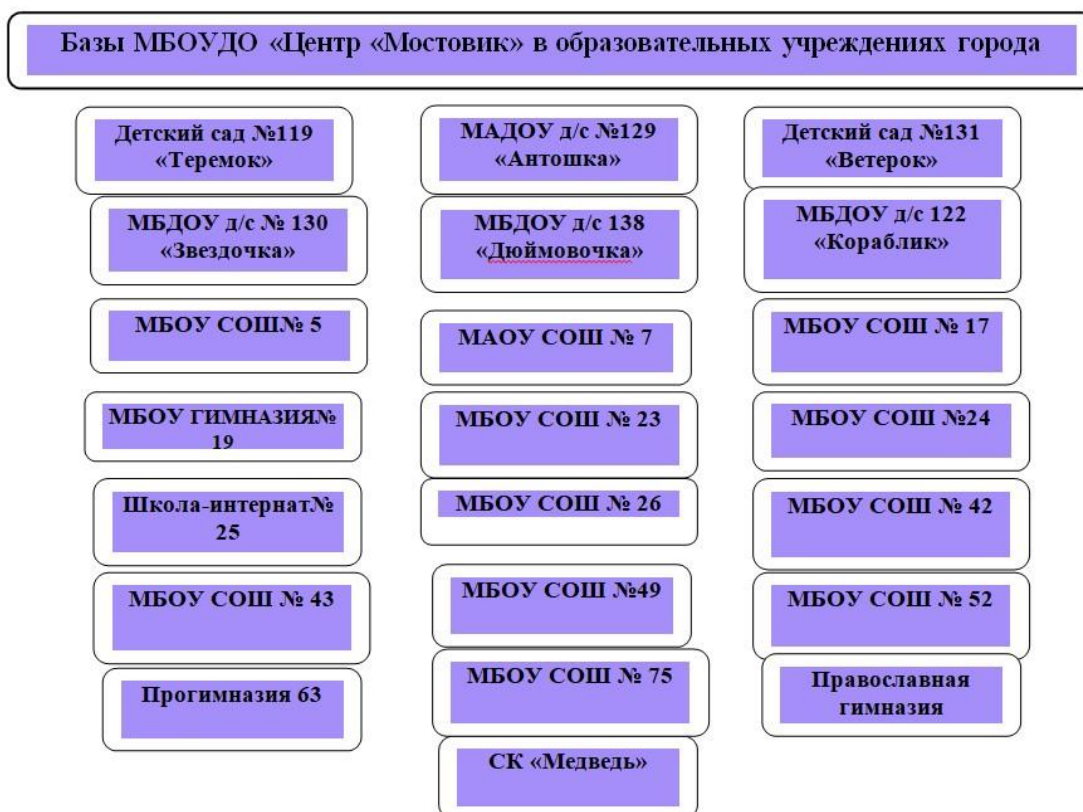 Базы МБОУДО «Центр «Мостовик» в образовательных учреждениях города
Детский сад №119
«Теремок»
МАДОУ д/с №129
«Антошка»
Детский сад №131
«Ветерок»
МБДОУ д/с № 130
«Звездочка»
МБДОУ д/с 138
«Дюймовочка»
МБДОУ д/с 122
«Кораблик»
МБОУ СОШ№ 5
МАОУ СОШ № 7
МБОУ СОШ № 17
МБОУ ГИМНАЗИЯ№
19
МБОУ СОШ № 23
МБОУ СОШ №24
Школа-интернат№
25
МБОУ СОШ № 26
МБОУ СОШ № 42
МБОУ СОШ № 43
МБОУ СОШ №49
МБОУ СОШ № 52
Прогимназия 63
МБОУ СОШ № 75
Православная
гимназия
СК «Медведь»